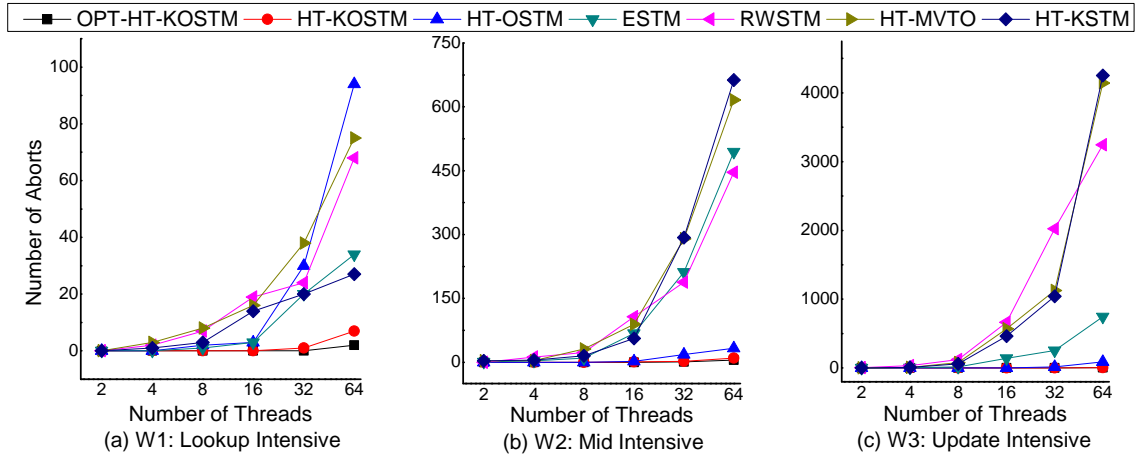 OPT-HT-KOSTM HT-KOSTM HT-OSTM ESTM RWSTM HT-MVTO HT-KSTM
Number of Aborts
100
80
60
40
20
0
2 4 8 16 32 64
Number of Threads
(a) W1: Lookup Intensive
750
600
450
300
150
0
2 4 8 16 32 64
Number of Threads
(b) W2: Mid Intensive
4000
3000
2000
1000
0
2 4 8 16 32 64
Number of Threads
(c) W3: Update Intensive